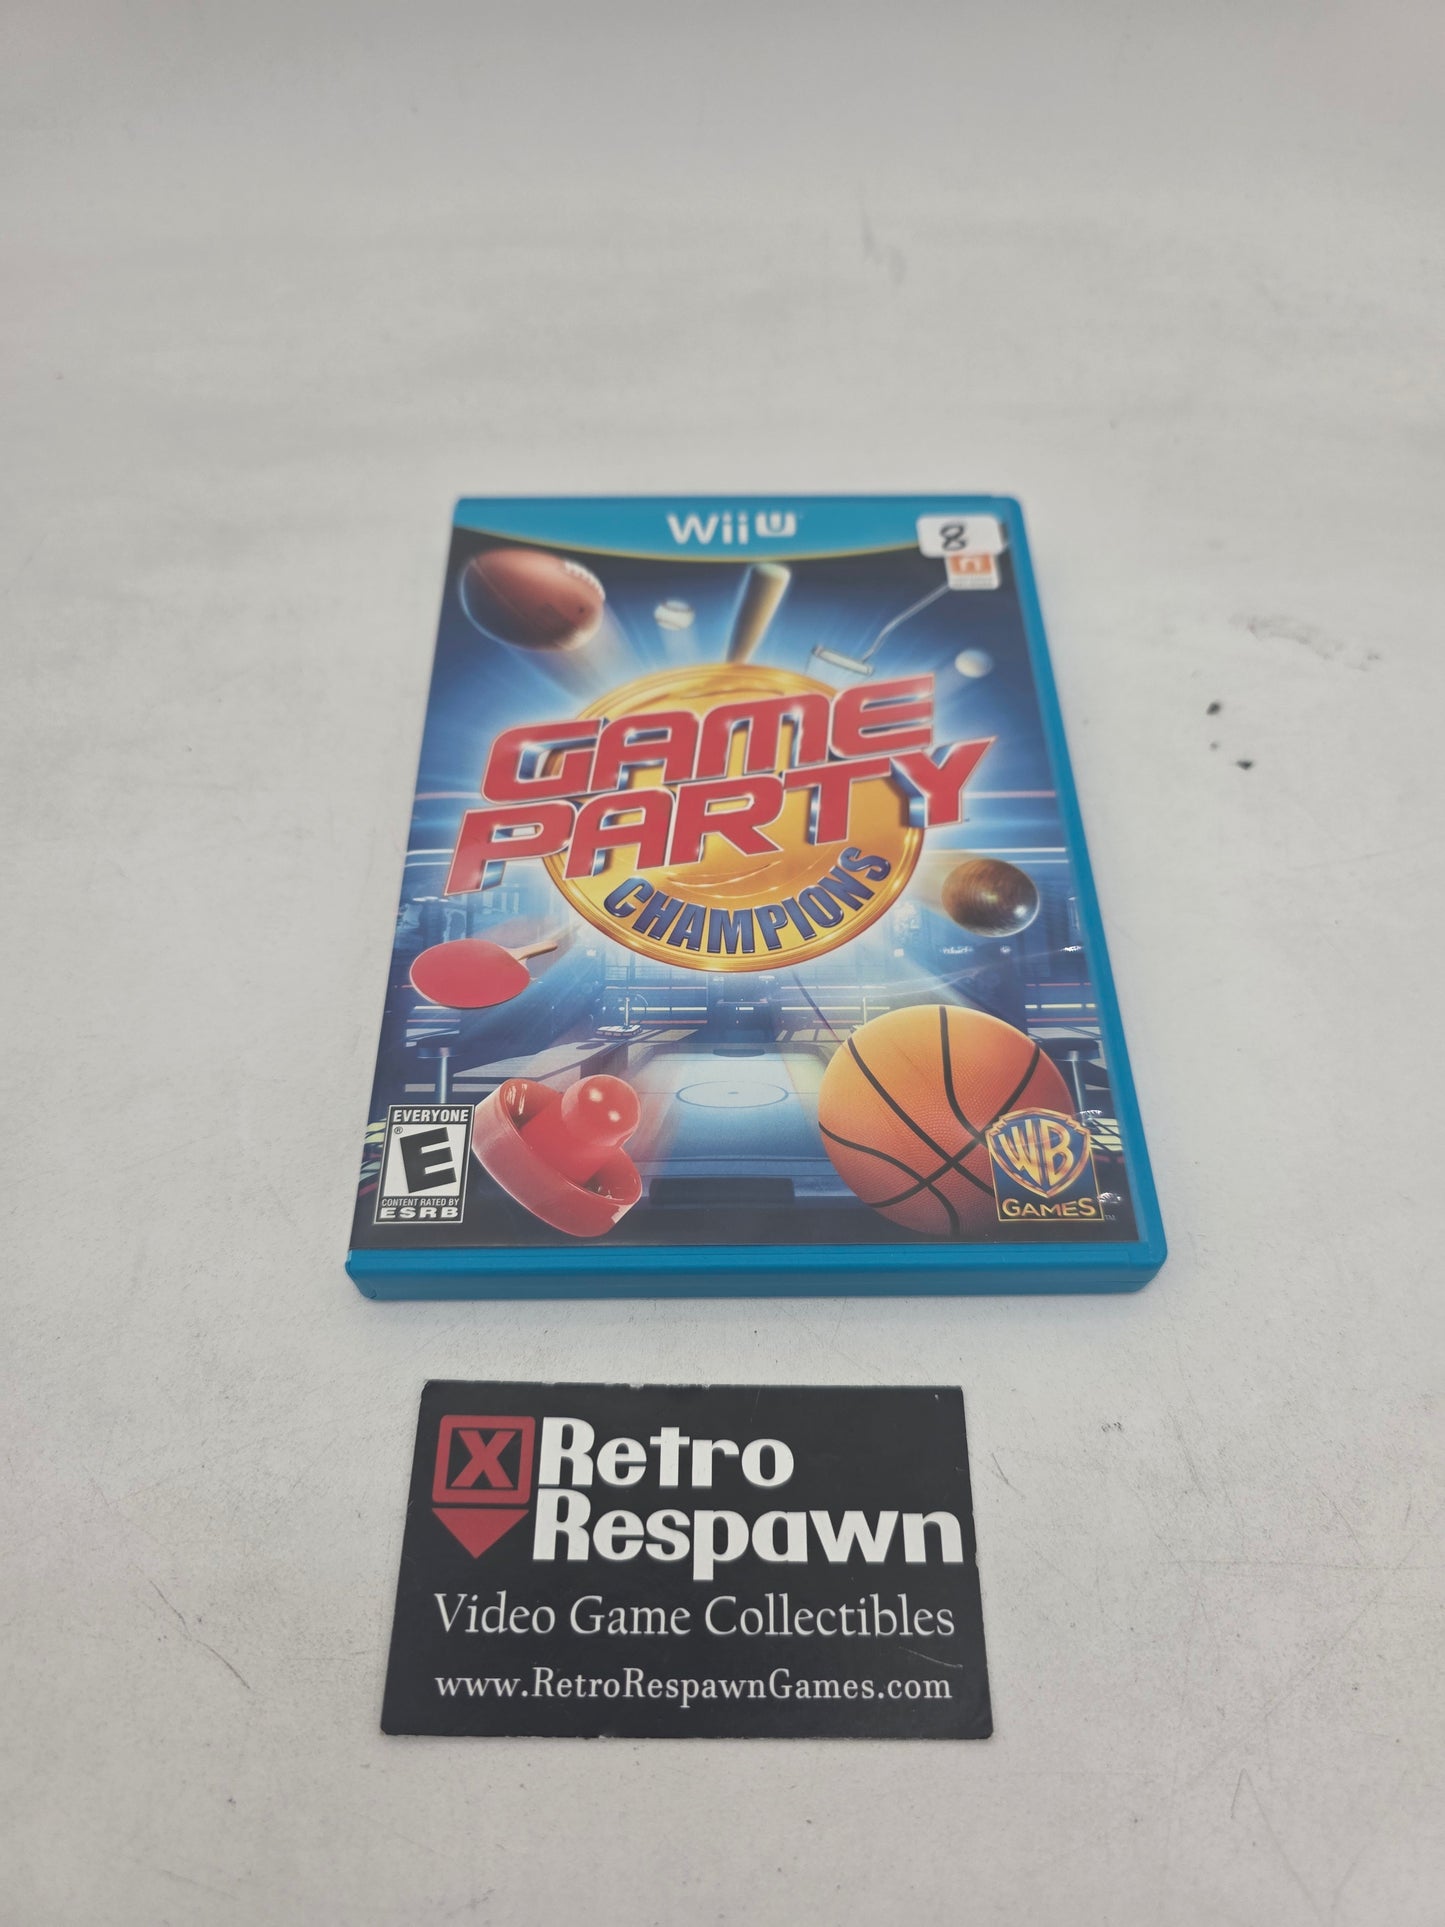 Wii U
8
GAME
PARTY
CHAMPIONS
EVERYONE
E
CONTENT RATED BY
ESRB
WB
GAMES
X Retro
Respawn
Video Game Collectibles
www.RetroRespawnGames.com